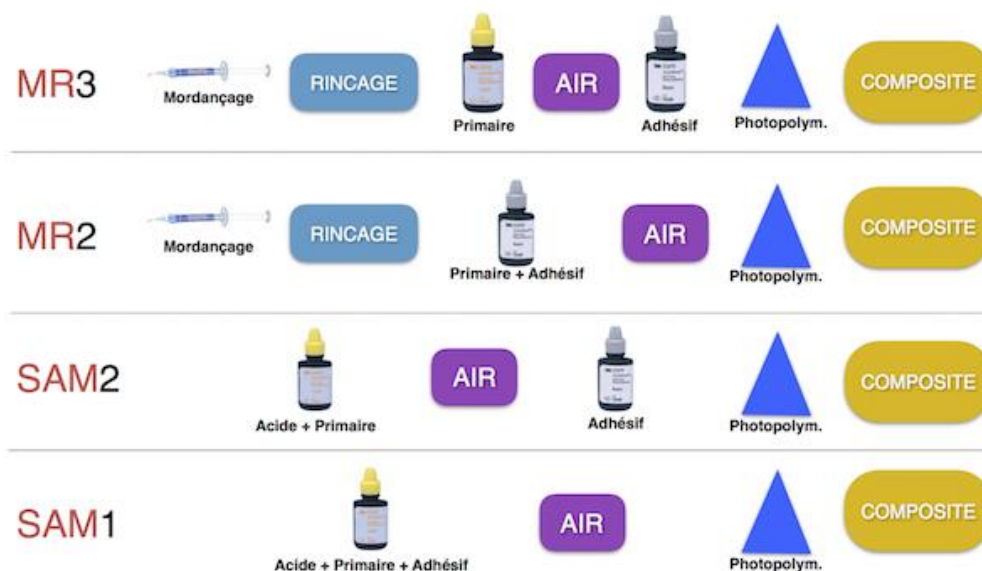 MR3
Mordançage
RINCAGE
Primaire
AIR
Adhésif
Photopolym.
COMPOSITE
MR2
Mordançage
RINCAGE
Primaire + Adhésif
AIR
Photopolym.
COMPOSITE
SAM2
Acide + Primaire
AIR
Adhésif
Photopolym.
COMPOSITE
SAM1
Acide + Primaire + Adhésif
AIR
Photopolym.
COMPOSITE